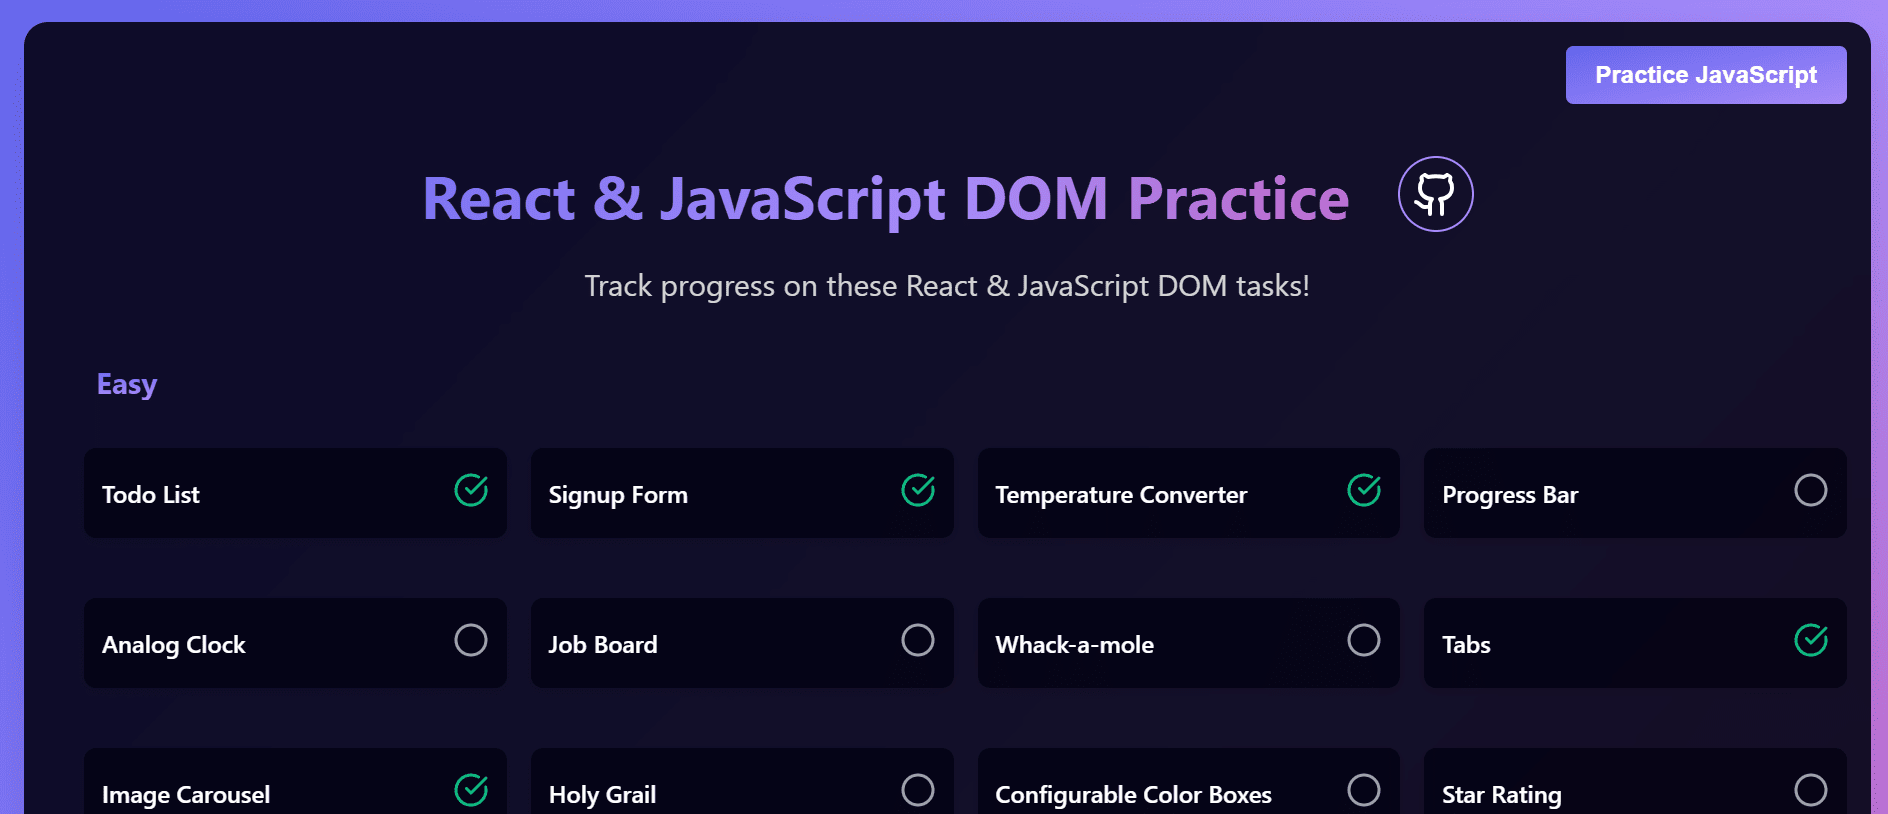 Practice JavaScript
React & JavaScript DOM Practice
Track progress on these React & JavaScript DOM tasks!
Easy
Todo List
Signup Form
Temperature Converter
Progress Bar
Analog Clock
Job Board
Whack-a-mole
Tabs
Image Carousel
Holy Grail
Configurable Color Boxes
Star Rating